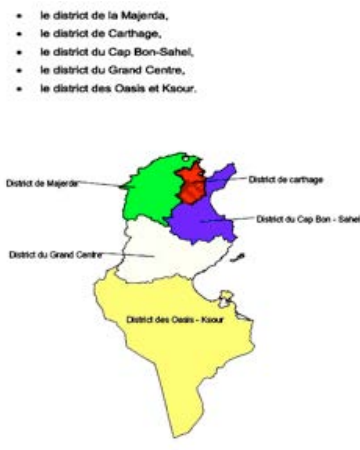 • le district de la Majerda,
• le district de Carthage,
• le district du Cap Bon-Sahel,
• le district du Grand Centre,
• le district des Oasis et Ksour.
District de Majerda
District de carthage
District du Cap Bon - Sahel
District du Grand Centre
District des Oasis - Ksour